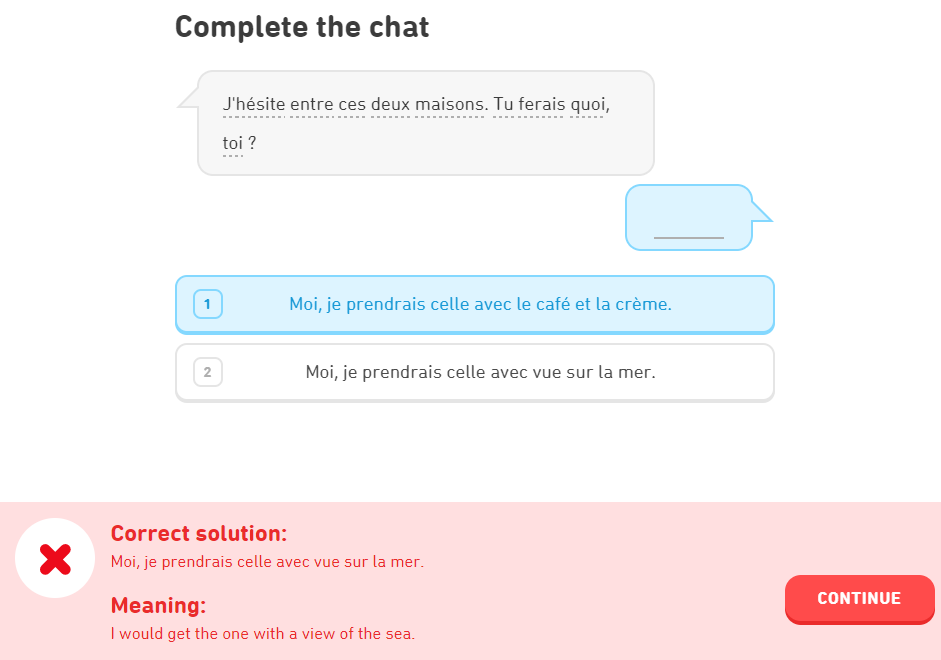 Complete the chat
J'hésite entre ces deux maisons. Tu ferais quoi,
toi ?
1
Moi, je prendrais celle avec le café et la crème.
2
Moi, je prendrais celle avec vue sur la mer.
Correct solution:
Moi, je prendrais celle avec vue sur la mer.
Meaning:
I would get the one with a view of the sea.
CONTINUE